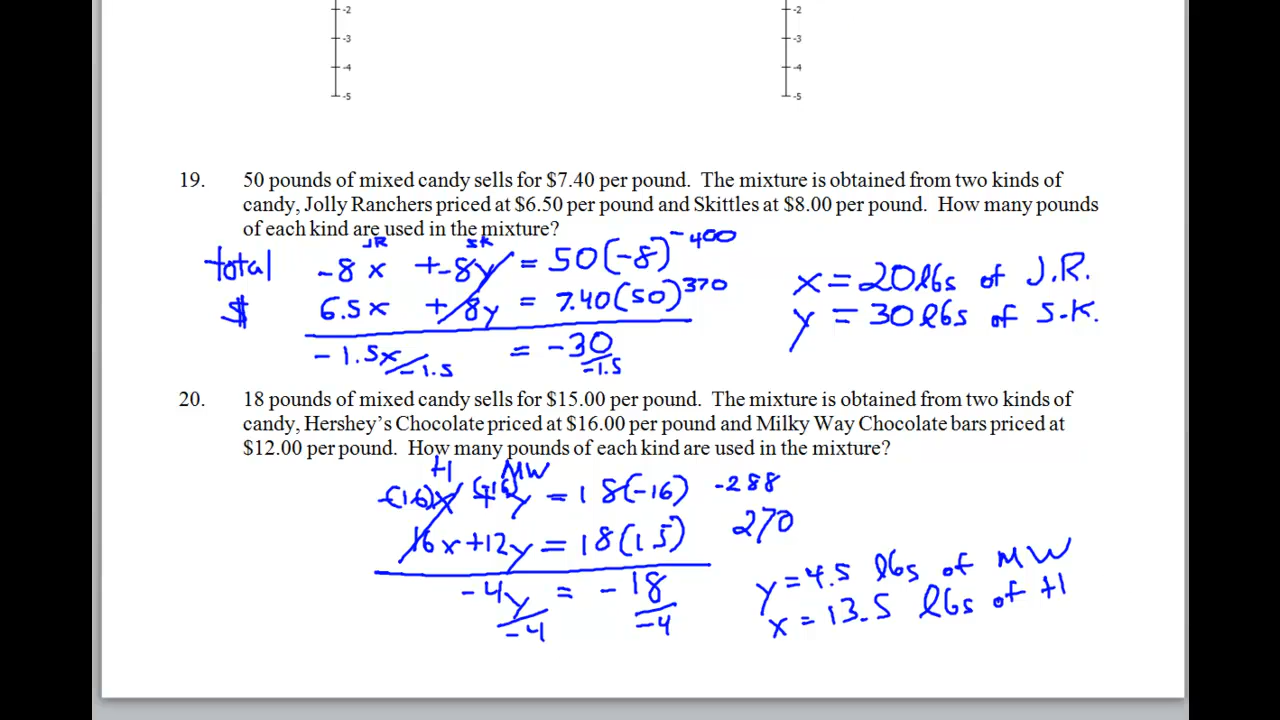 -2 -2
-3 -3
-4 -4
-5 -5
19. 50 pounds of mixed candy sells for $7.40 per pound. The mixture is obtained from two kinds of
candy, Jolly Ranchers priced at $6.50 per pound and Skittles at $8.00 per pound. How many pounds
of each kind are used in the mixture?
JR SK
total -8x + -8y = 50(-8) -400
$ 6.5x + 8y = 7.40(50) 370
-1.5x/-1.5 = -30/-1.5
x = 20 lbs of J.R.
y = 30 lbs of S.K.
20. 18 pounds of mixed candy sells for $15.00 per pound. The mixture is obtained from two kinds of
candy, Hershey's Chocolate priced at $16.00 per pound and Milky Way Chocolate bars priced at
$12.00 per pound. How many pounds of each kind are used in the mixture?
H MW
-(16)x + (-16)y = 18(-16) -288
16x + 12y = 18(15) 270
-4y/-4 = -18/-4
y = 4.5 lbs of MW
x = 13.5 lbs of H